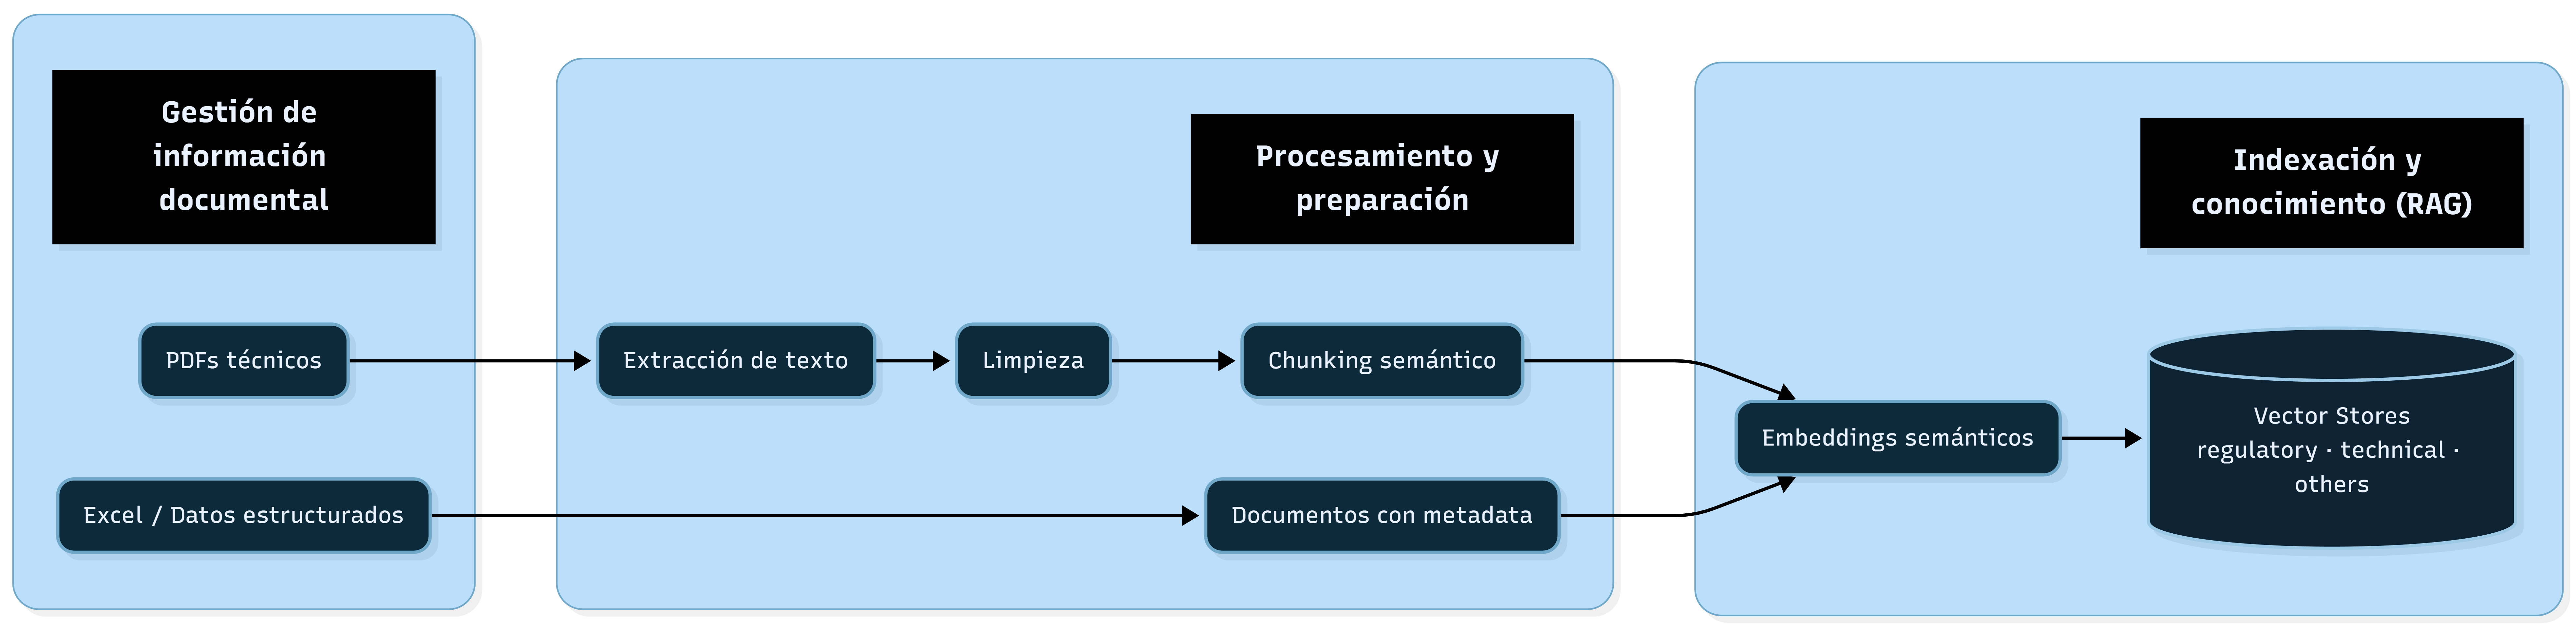 Gestión de
información
documental
PDFs técnicos
Excel / Datos estructurados
Procesamiento y
preparación
Extracción de texto
Limpieza
Chunking semántico
Documentos con metadata
Indexación y
conocimiento (RAG)
Embeddings semánticos
Vector Stores
regulatory · technical ·
others